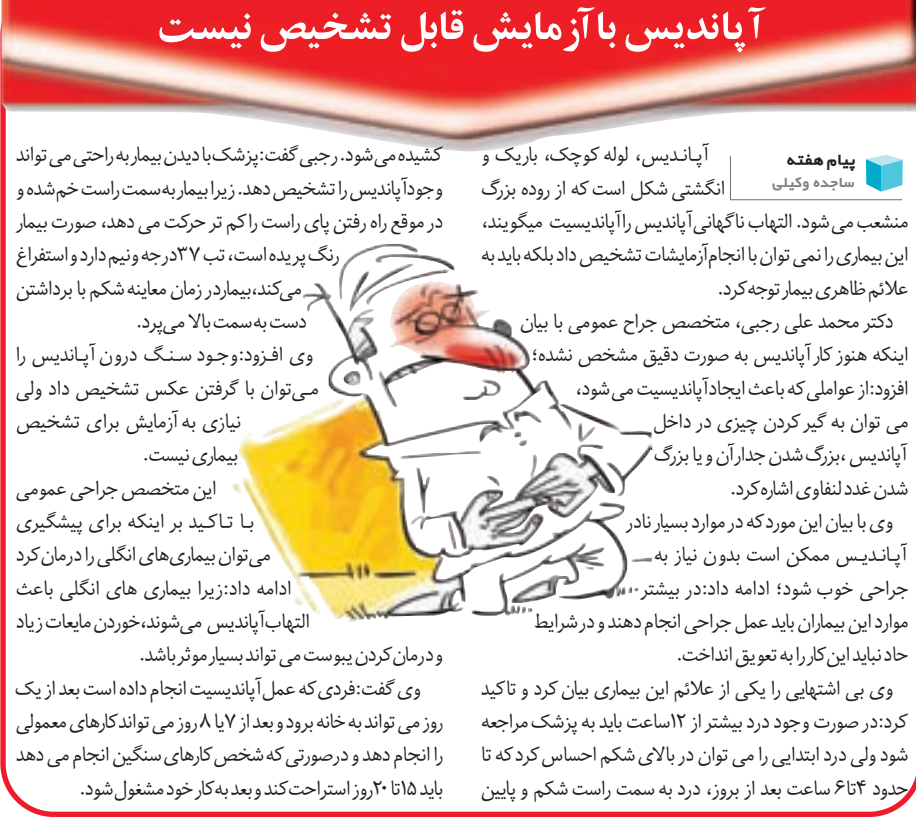 آپاندیس با آزمایش قابل تشخیص نیست
پیام هفته
ساجده وکیلی
آپاندیس، لوله کوچک، باریک و
انگشتی شکل است که از روده بزرگ
منشعب می شود. التهاب ناگهانی آپاندیس را آپاندیسیت میگویند،
این بیماری را نمی توان با انجام آزمایشات تشخیص داد بلکه باید به
علائم ظاهری بیمار توجه کرد.
دکتر محمد علی رجبی، متخصص جراح عمومی با بیان
اینکه هنوز کار آپاندیس به صورت دقیق مشخص نشده؛
افزود:از عواملی که باعث ایجاد آپاندیسیت می شود،
می توان به گیر کردن چیزی در داخل
آپاندیس ،بزرگ شدن جدار آن و یا بزرگ
شدن غدد لنفاوی اشاره کرد.
وی با بیان این مورد که در موارد بسیار نادر
آپاندیس ممکن است بدون نیاز به
جراحی خوب شود؛ ادامه داد:در بیشتر
موارد این بیماران باید عمل جراحی انجام دهند و در شرایط
حاد نباید این کار را به تعویق انداخت.
وی بی اشتهایی را یکی از علائم این بیماری بیان کرد و تاکید
کرد:در صورت وجود درد بیشتر از ۱۲ساعت باید به پزشک مراجعه
شود ولی درد ابتدایی را می توان در بالای شکم احساس کرد که تا
حدود ۴تا۶ ساعت بعد از بروز، درد به سمت راست شکم و پایین
کشیده می شود. رجبی گفت:پزشک با دیدن بیمار به راحتی می تواند
وجود آپاندیس را تشخیص دهد. زیرا بیمار به سمت راست خم شده و
در موقع راه رفتن پای راست را کم تر حرکت می دهد، صورت بیمار
رنگ پریده است، تب ۳۷درجه ونیم دارد و استفراغ
می‌کند،بیماردر زمان معاینه شکم با برداشتن
دست به سمت بالا می‌پرد.
وی افزود:وجود سنگ درون آپاندیس را
می‌توان با گرفتن عکس تشخیص داد ولی
نیازی به آزمایش برای تشخیص
بیماری نیست.
این متخصص جراحی عمومی
با تاکید بر اینکه برای پیشگیری
می‌توان بیماری‌های انگلی را درمان کرد
ادامه داد:زیرا بیماری های انگلی باعث
التهاب آپاندیس می‌شوند،خوردن مایعات زیاد
و درمان کردن یبوست می تواند بسیار موثر باشد.
وی گفت:فردی که عمل آپاندیسیت انجام داده است بعد از یک
روز می تواند به خانه برود و بعد از ۷یا ۸ روز می تواند کارهای معمولی
را انجام دهد و درصورتی که شخص کارهای سنگین انجام می دهد
باید ۱۵تا ۲۰روز استراحت کند و بعد به کار خود مشغول شود.